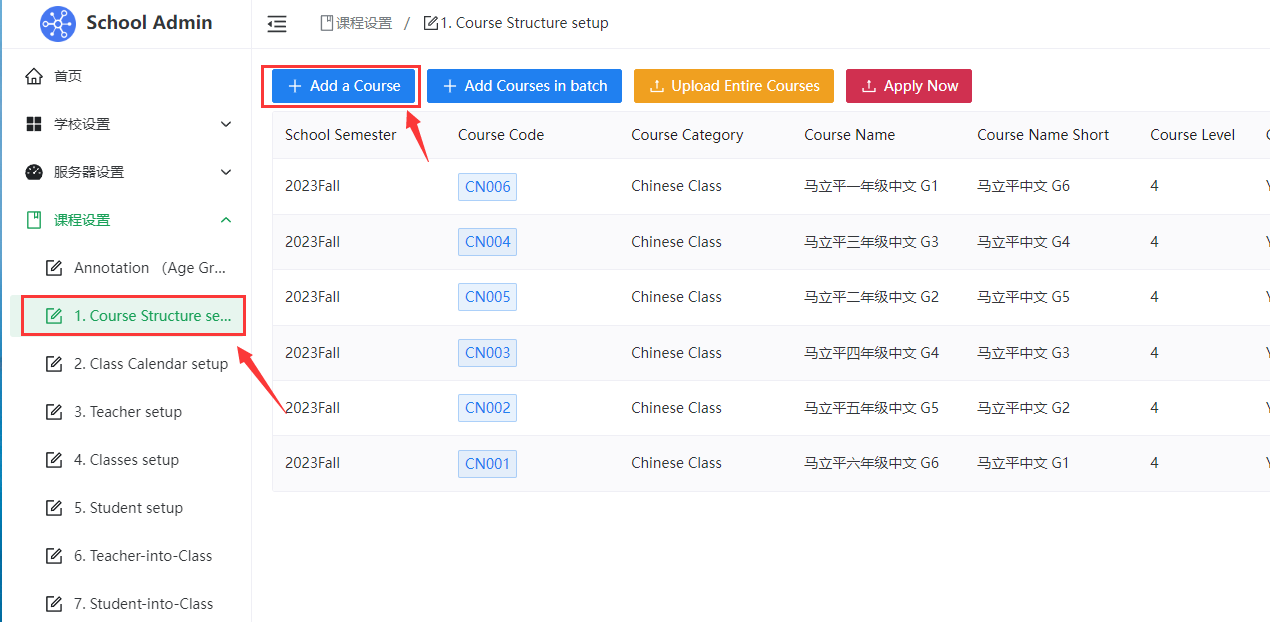 School Admin
课程设置 / 1. Course Structure setup
首页
学校设置
服务器设置
课程设置
Annotation （Age Gr...
1. Course Structure se...
2. Class Calendar setup
3. Teacher setup
4. Classes setup
5. Student setup
6. Teacher-into-Class
7. Student-into-Class
+ Add a Course + Add Courses in batch Upload Entire Courses Apply Now
School Semester Course Code Course Category Course Name Course Name Short Course Level
2023Fall CN006 Chinese Class 马立平一年级中文 G1 马立平中文 G6 4
2023Fall CN004 Chinese Class 马立平三年级中文 G3 马立平中文 G4 4
2023Fall CN005 Chinese Class 马立平二年级中文 G2 马立平中文 G5 4
2023Fall CN003 Chinese Class 马立平四年级中文 G4 马立平中文 G3 4
2023Fall CN002 Chinese Class 马立平五年级中文 G5 马立平中文 G2 4
2023Fall CN001 Chinese Class 马立平六年级中文 G6 马立平中文 G1 4